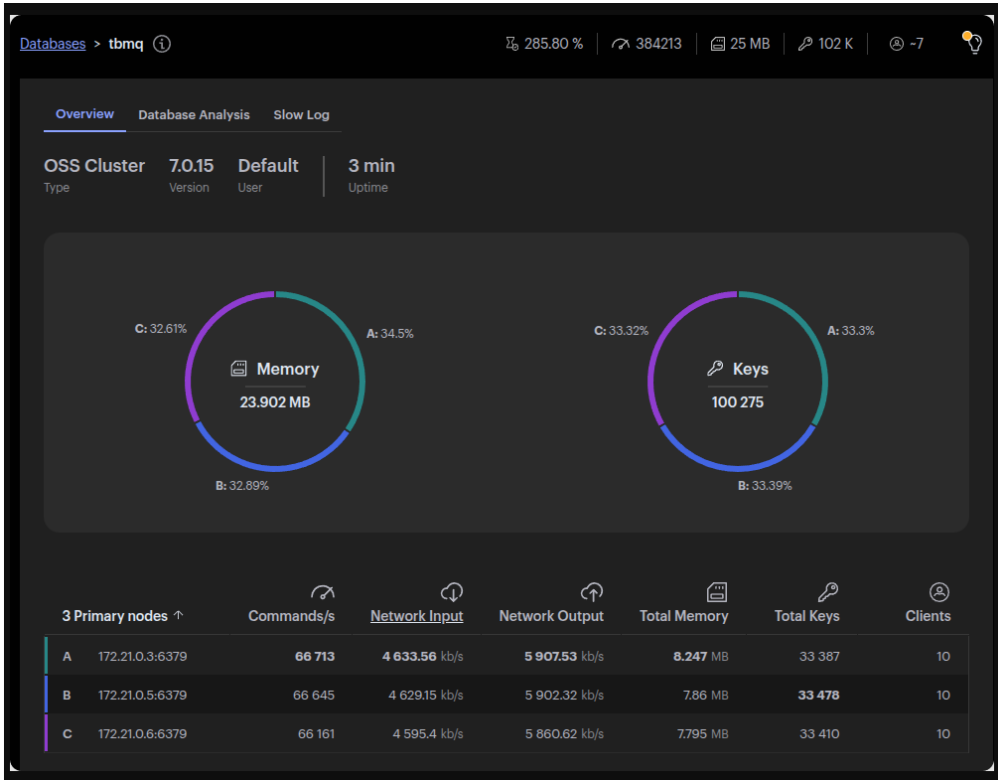 Databases > tbmq
285.80 % 384213 25 MB 102 K ~7
Overview Database Analysis Slow Log
OSS Cluster 7.0.15 Default 3 min
Type Version User Uptime
C: 32.61%
A: 34.5%
Memory
23.902 MB
B: 32.89%
C: 33.32%
A: 33.3%
Keys
100 275
B: 33.39%
3 Primary nodes ↑ Commands/s Network Input Network Output Total Memory Total Keys Clients
A 172.21.0.3:6379 66 713 4 633.56 kb/s 5 907.53 kb/s 8.247 MB 33 387 10
B 172.21.0.5:6379 66 645 4 629.15 kb/s 5 902.32 kb/s 7.86 MB 33 478 10
C 172.21.0.6:6379 66 161 4 595.4 kb/s 5 860.62 kb/s 7.795 MB 33 410 10